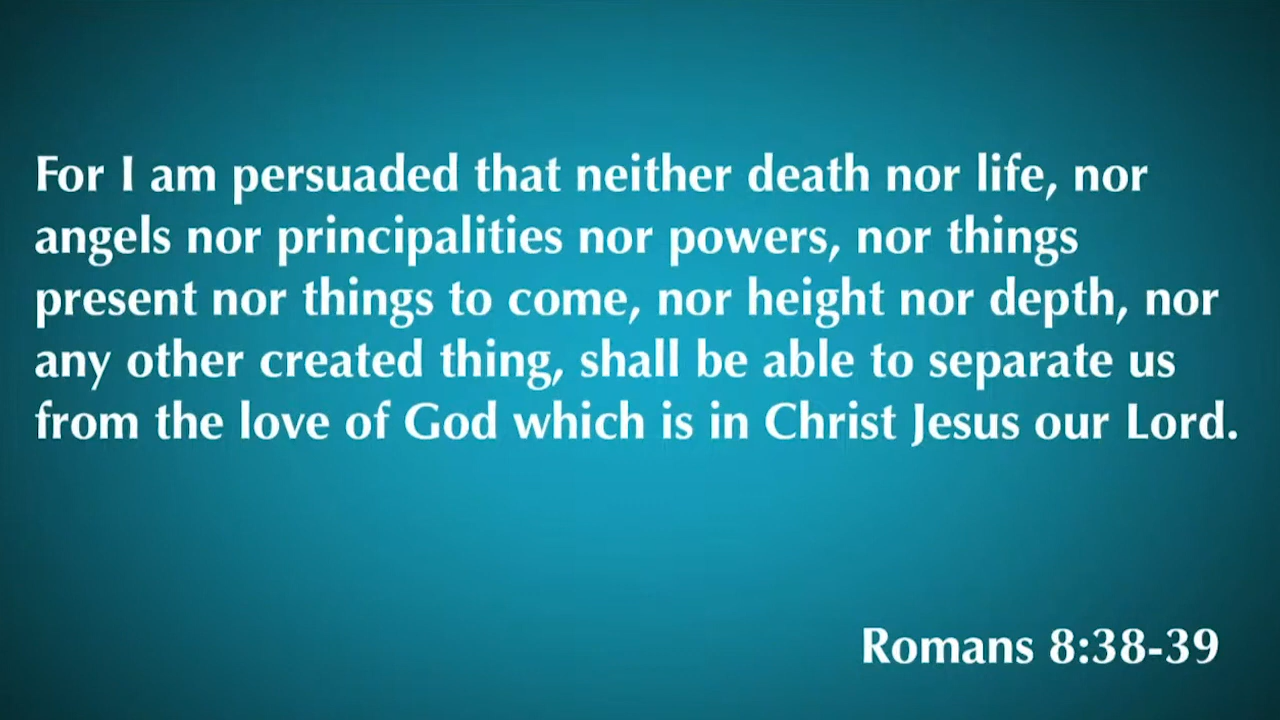 For I am persuaded that neither death nor life, nor
angels nor principalities nor powers, nor things
present nor things to come, nor height nor depth, nor
any other created thing, shall be able to separate us
from the love of God which is in Christ Jesus our Lord.
Romans 8:38-39